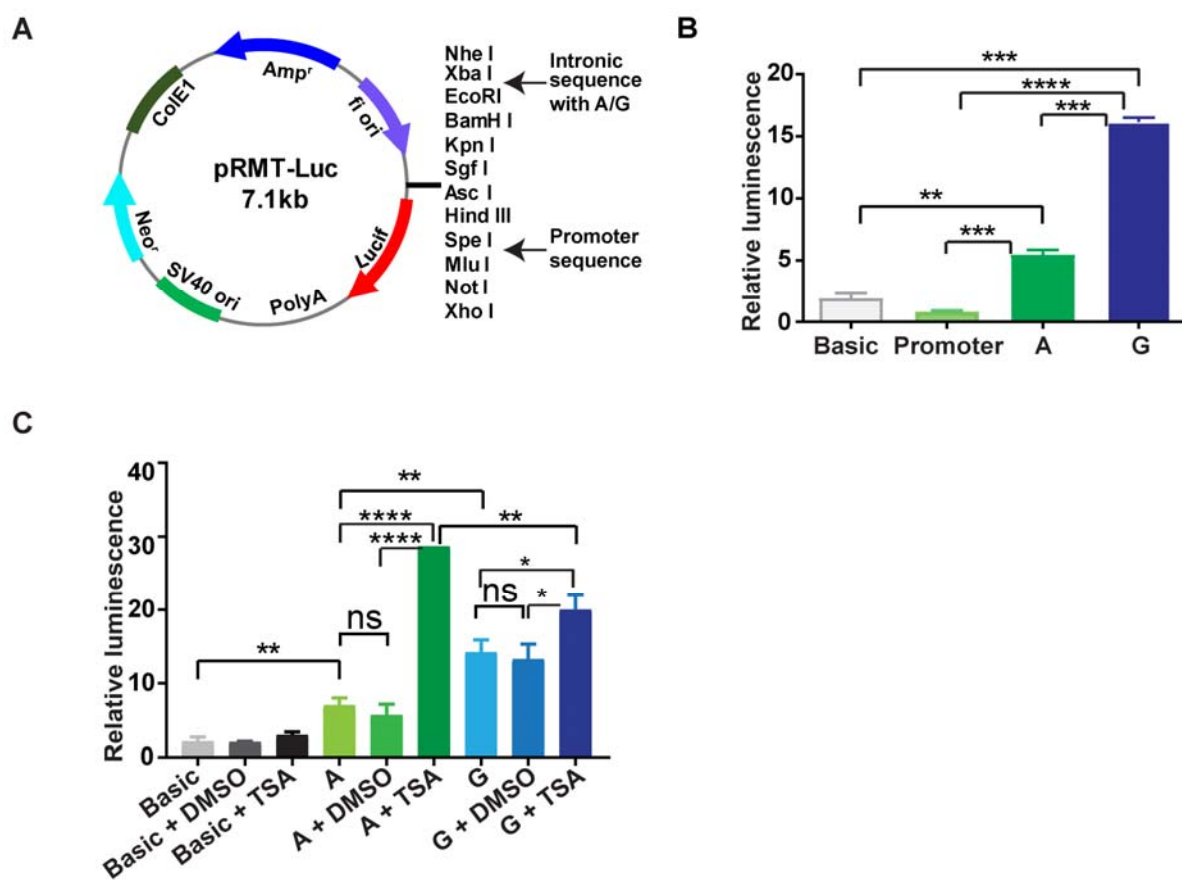 A
Ampʳ
ColE1
fi ori
pRMT-Luc
7.1kb
Neoʳ
Lucif
SV40 ori
PolyA
Nhe I
Xba I
EcoRI
BamH I
Kpn I
Sgf I
Asc I
Hind III
Spe I
Mlu I
Not I
Xho I
Intronic
sequence
with A/G
Promoter
sequence
B
Relative luminescence
20
15
10
5
0
***
****
***
**
***
Basic
Promoter
A
G
C
Relative luminescence
40
30
20
10
0
**
****
**
****
*
ns
*
ns
**
Basic
Basic + DMSO
Basic + TSA
A
A + DMSO
A + TSA
G
G + DMSO
G + TSA